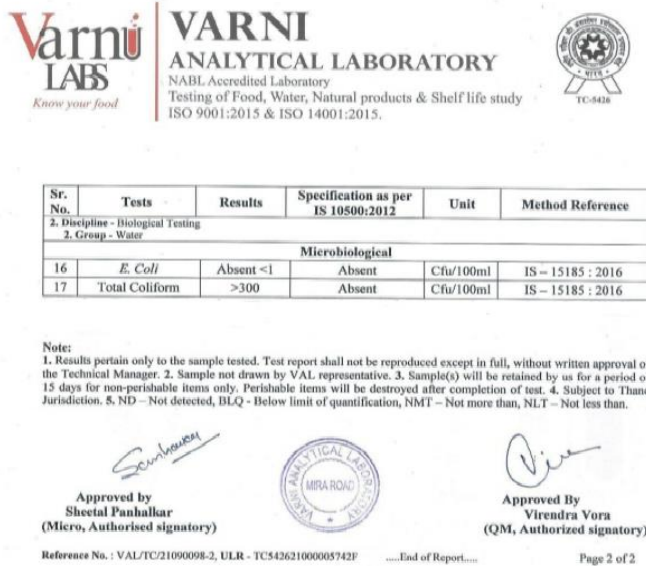 Varni
LABS
Know your food
VARNI
ANALYTICAL LABORATORY
NABL Accredited Laboratory
Testing of Food, Water, Natural products & Shelf life study
ISO 9001:2015 & ISO 14001:2015.
TC-5426
Sr. No. Tests Results Specification as per IS 10500:2012 Unit Method Reference
2. Discipline - Biological Testing
2. Group - Water
Microbiological
16 E. Coli Absent <1 Absent Cfu/100ml IS – 15185 : 2016
17 Total Coliform >300 Absent Cfu/100ml IS – 15185 : 2016
Note:
1. Results pertain only to the sample tested. Test report shall not be reproduced except in full, without written approval o
the Technical Manager. 2. Sample not drawn by VAL representative. 3. Sample(s) will be retained by us for a period o
15 days for non-perishable items only. Perishable items will be destroyed after completion of test. 4. Subject to Thane
Jurisdiction. 5. ND – Not detected, BLQ - Below limit of quantification, NMT – Not more than, NLT – Not less than.
VARNI ANALYTICAL LABORATORY
MIRA ROAD
Approved by
Sheetal Panhalkar
(Micro, Authorised signatory)
Approved By
Virendra Vora
(QM, Authorized signatory)
Reference No. : VAL/TC/21090098-2, ULR - TC542621000005742F .....End of Report..... Page 2 of 2